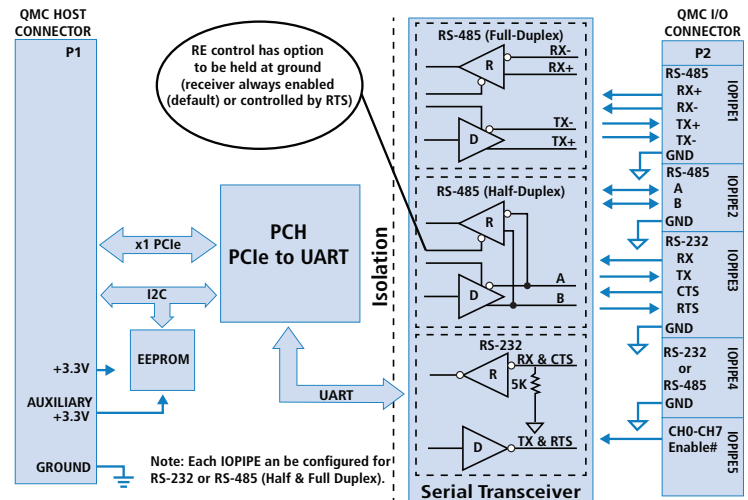 QMC HOST
CONNECTOR
P1
x1 PCIe
I2C
+3.3V
AUXILIARY
+3.3V
GROUND
EEPROM
PCH
PCIe to UART
UART
RE control has option
to be held at ground
(receiver always enabled
(default) or controlled by RTS)
Note: Each IOPIPE an be configured for
RS-232 or RS-485 (Half & Full Duplex).
Isolation
RS-485 (Full-Duplex)
RX-
RX+
R
TX-
TX+
D
RS-485 (Half-Duplex)
R
A
B
D
RS-232
RX & CTS
R
5K
TX & RTS
D
Serial Transceiver
QMC I/O
CONNECTOR
P2
RS-485
RX+
RX-
TX+
TX-
GND
IOPIPE1
RS-485
A
B
GND
IOPIPE2
RS-232
RX
TX
CTS
RTS
GND
IOPIPE3
RS-232
or
RS-485
GND
IOPIPE4
CH0-CH7
Enable#
IOPIPE5